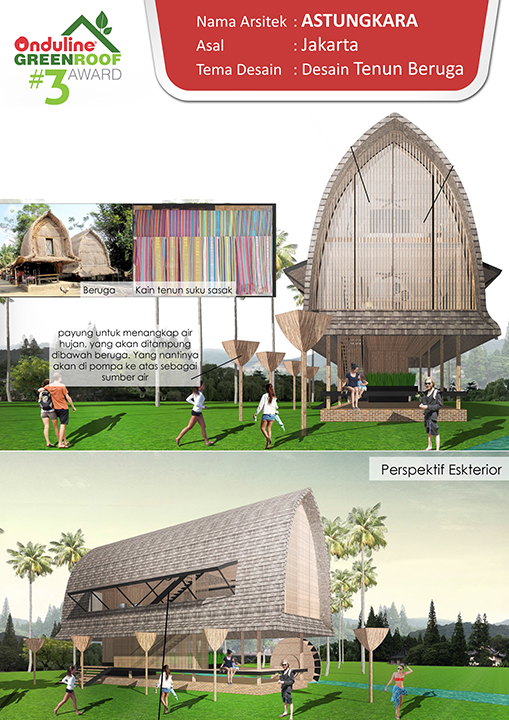 Onduline
GREENROOF
#3 AWARD
Nama Arsitek : ASTUNGKARA
Asal : Jakarta
Tema Desain : Desain Tenun Beruga
Beruga
Kain tenun suku sasak
payung untuk menangkap air
hujan, yang akan ditampung
dibawah beruga. Yang nantinya
akan di pompa ke atas sebagai
sumber air
Perspektif Eskterior